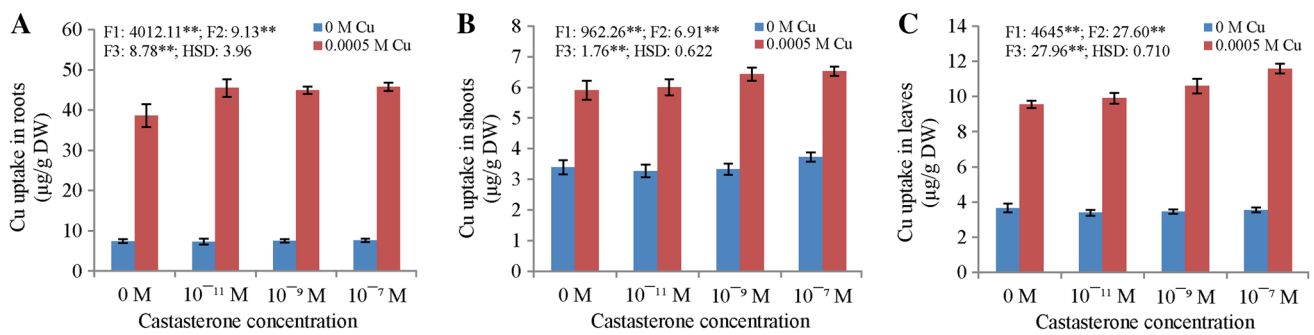 A
F1: 4012.11**; F2: 9.13**
F3: 8.78**; HSD: 3.96
0 M Cu
0.0005 M Cu
Cu uptake in roots
(µg/g DW)
60
50
40
30
20
10
0
0 M
10⁻¹¹ M
10⁻⁹ M
10⁻⁷ M
Castasterone concentration
B
F1: 962.26**; F2: 6.91**
F3: 1.76**; HSD: 0.622
0 M Cu
0.0005 M Cu
Cu uptake in shoots
(µg/g DW)
8
7
6
5
4
3
2
1
0
0 M
10⁻¹¹ M
10⁻⁹ M
10⁻⁷ M
Castasterone concentration
C
F1: 4645**; F2: 27.60**
F3: 27.96**; HSD: 0.710
0 M Cu
0.0005 M Cu
Cu uptake in leaves
(µg/g DW)
14
12
10
8
6
4
2
0
0 M
10⁻¹¹ M
10⁻⁹ M
10⁻⁷ M
Castasterone concentration